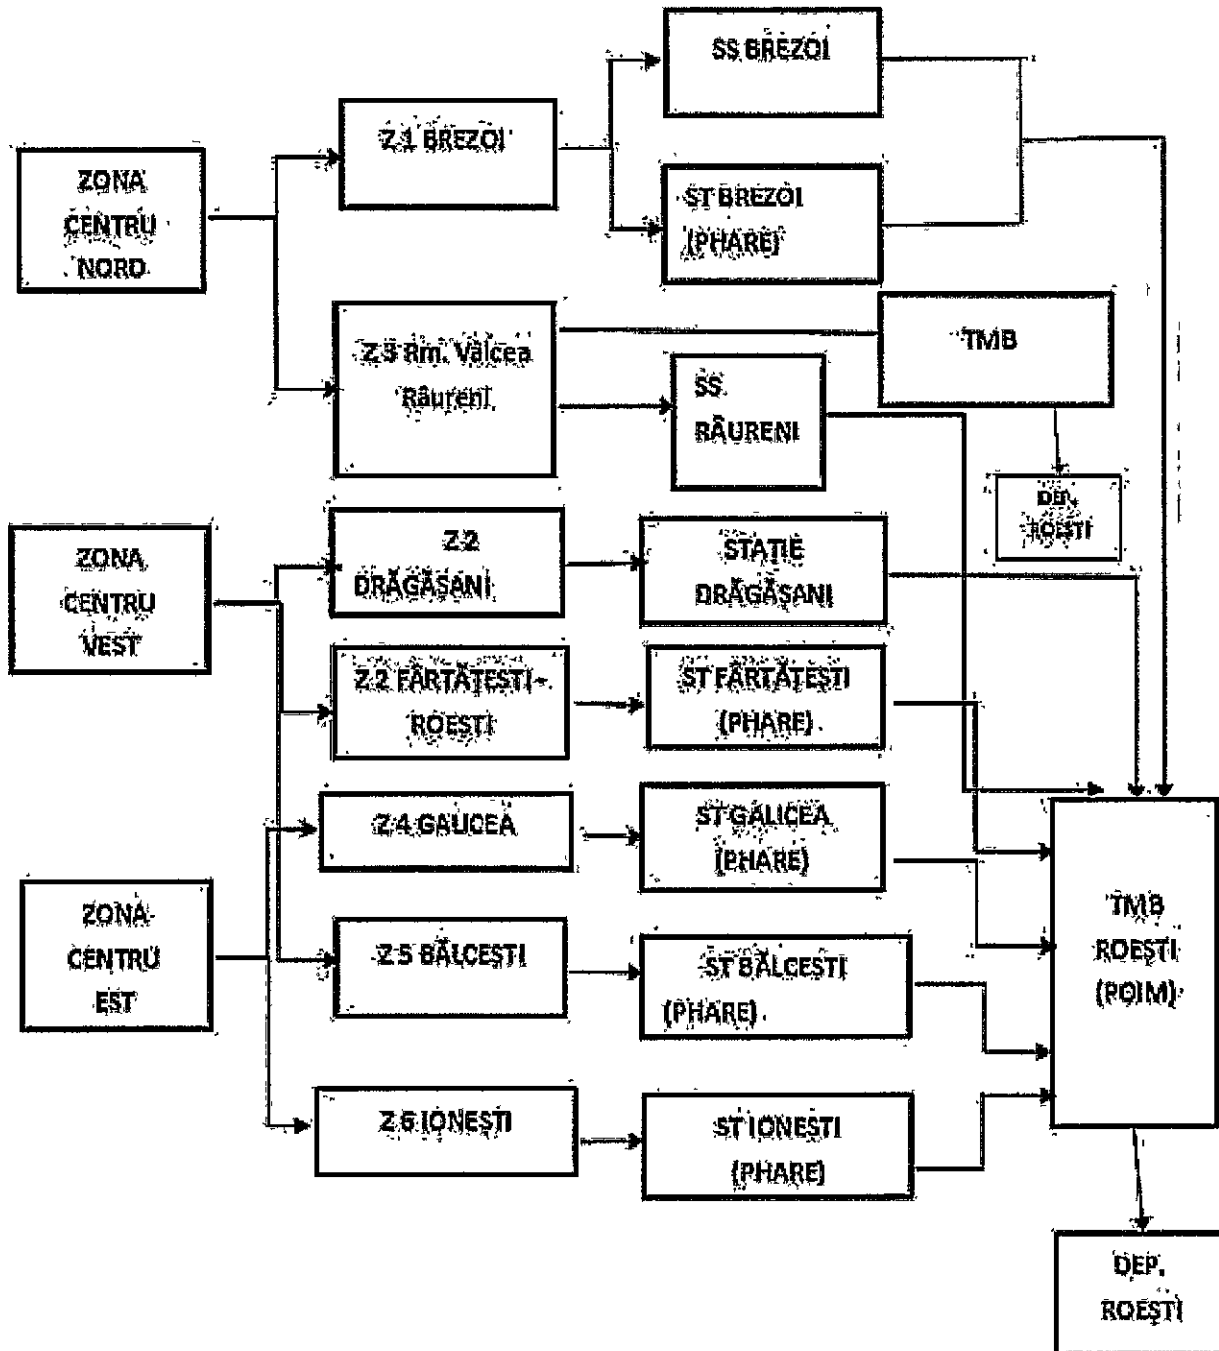 SS BREZOI
Z 1 BREZOI
ZONA
CENTRU
NORD
ST BREZOI
(PHARE)
Z 3 Rm. Vâlcea
Râureni
TMB
SS
RÂURENI
DEP.
ROEȘTI
ZONA
CENTRU
VEST
Z 2
DRĂGĂȘANI
STAȚIE
DRĂGĂȘANI
Z 2 FÂRTĂȚEȘTI -
ROEȘTI
ST FÂRTĂȚEȘTI
(PHARE)
Z 4 GALICEA
ST GALICEA
(PHARE)
ZONA
CENTRU
EST
Z 5 BĂLCEȘTI
ST BĂLCEȘTI
(PHARE)
TMB
ROEȘTI
(POIM)
Z 6 IONEȘTI
ST IONEȘTI
(PHARE)
DEP.
ROEȘTI